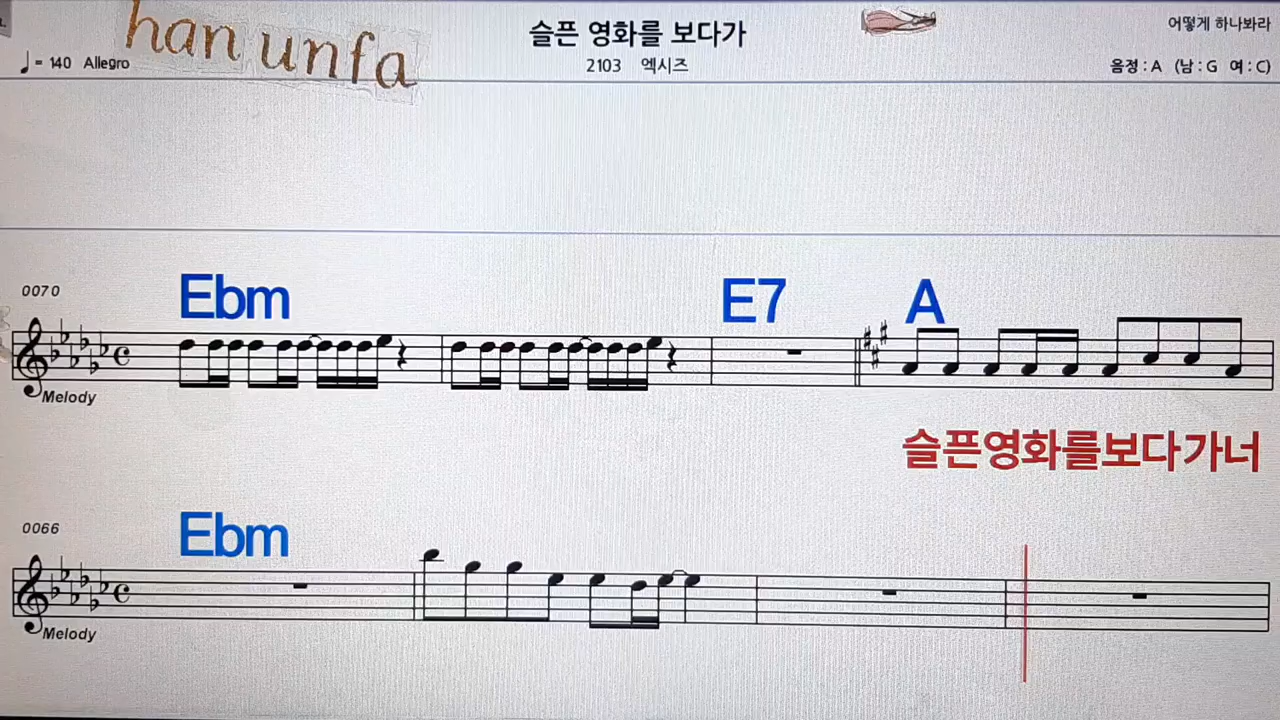 han unfa
슬픈 영화를 보다가
어떻게 하나봐라
= 140 Allegro
2103 엑시즈
음정 : A (남 : G 여 : C)
0070
Ebm
E7
A
Melody
슬픈영화를보다가너
0066
Ebm
Melody